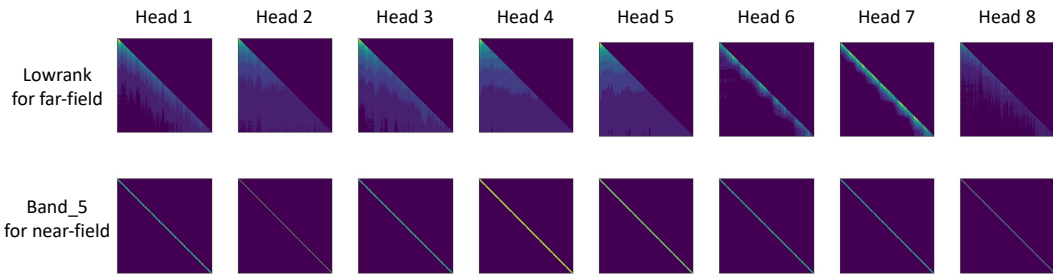 Head 1 Head 2 Head 3 Head 4 Head 5 Head 6 Head 7 Head 8
Lowrank
for far-field
Band_5
for near-field